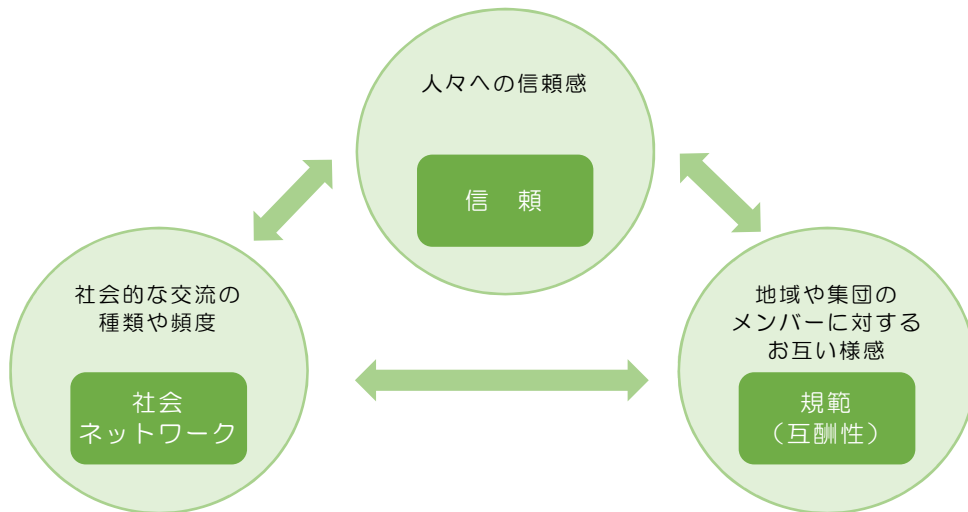 人々への信頼感
信　頼
社会的な交流の
種類や頻度
社会
ネットワーク
地域や集団の
メンバーに対する
お互い様感
規範
（互酬性）